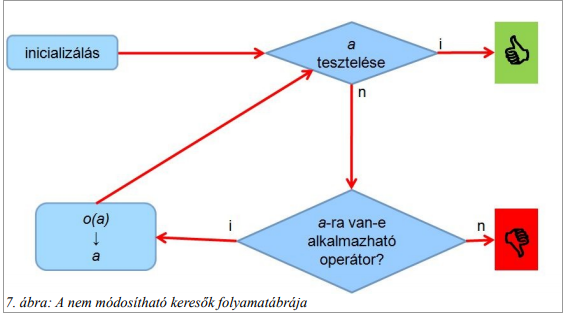 inicializálás
a
tesztelése
i
n
a-ra van-e
alkalmazható
operátor?
i
n
o(a)
↓
a
7. ábra: A nem módosítható keresők folyamatábrája